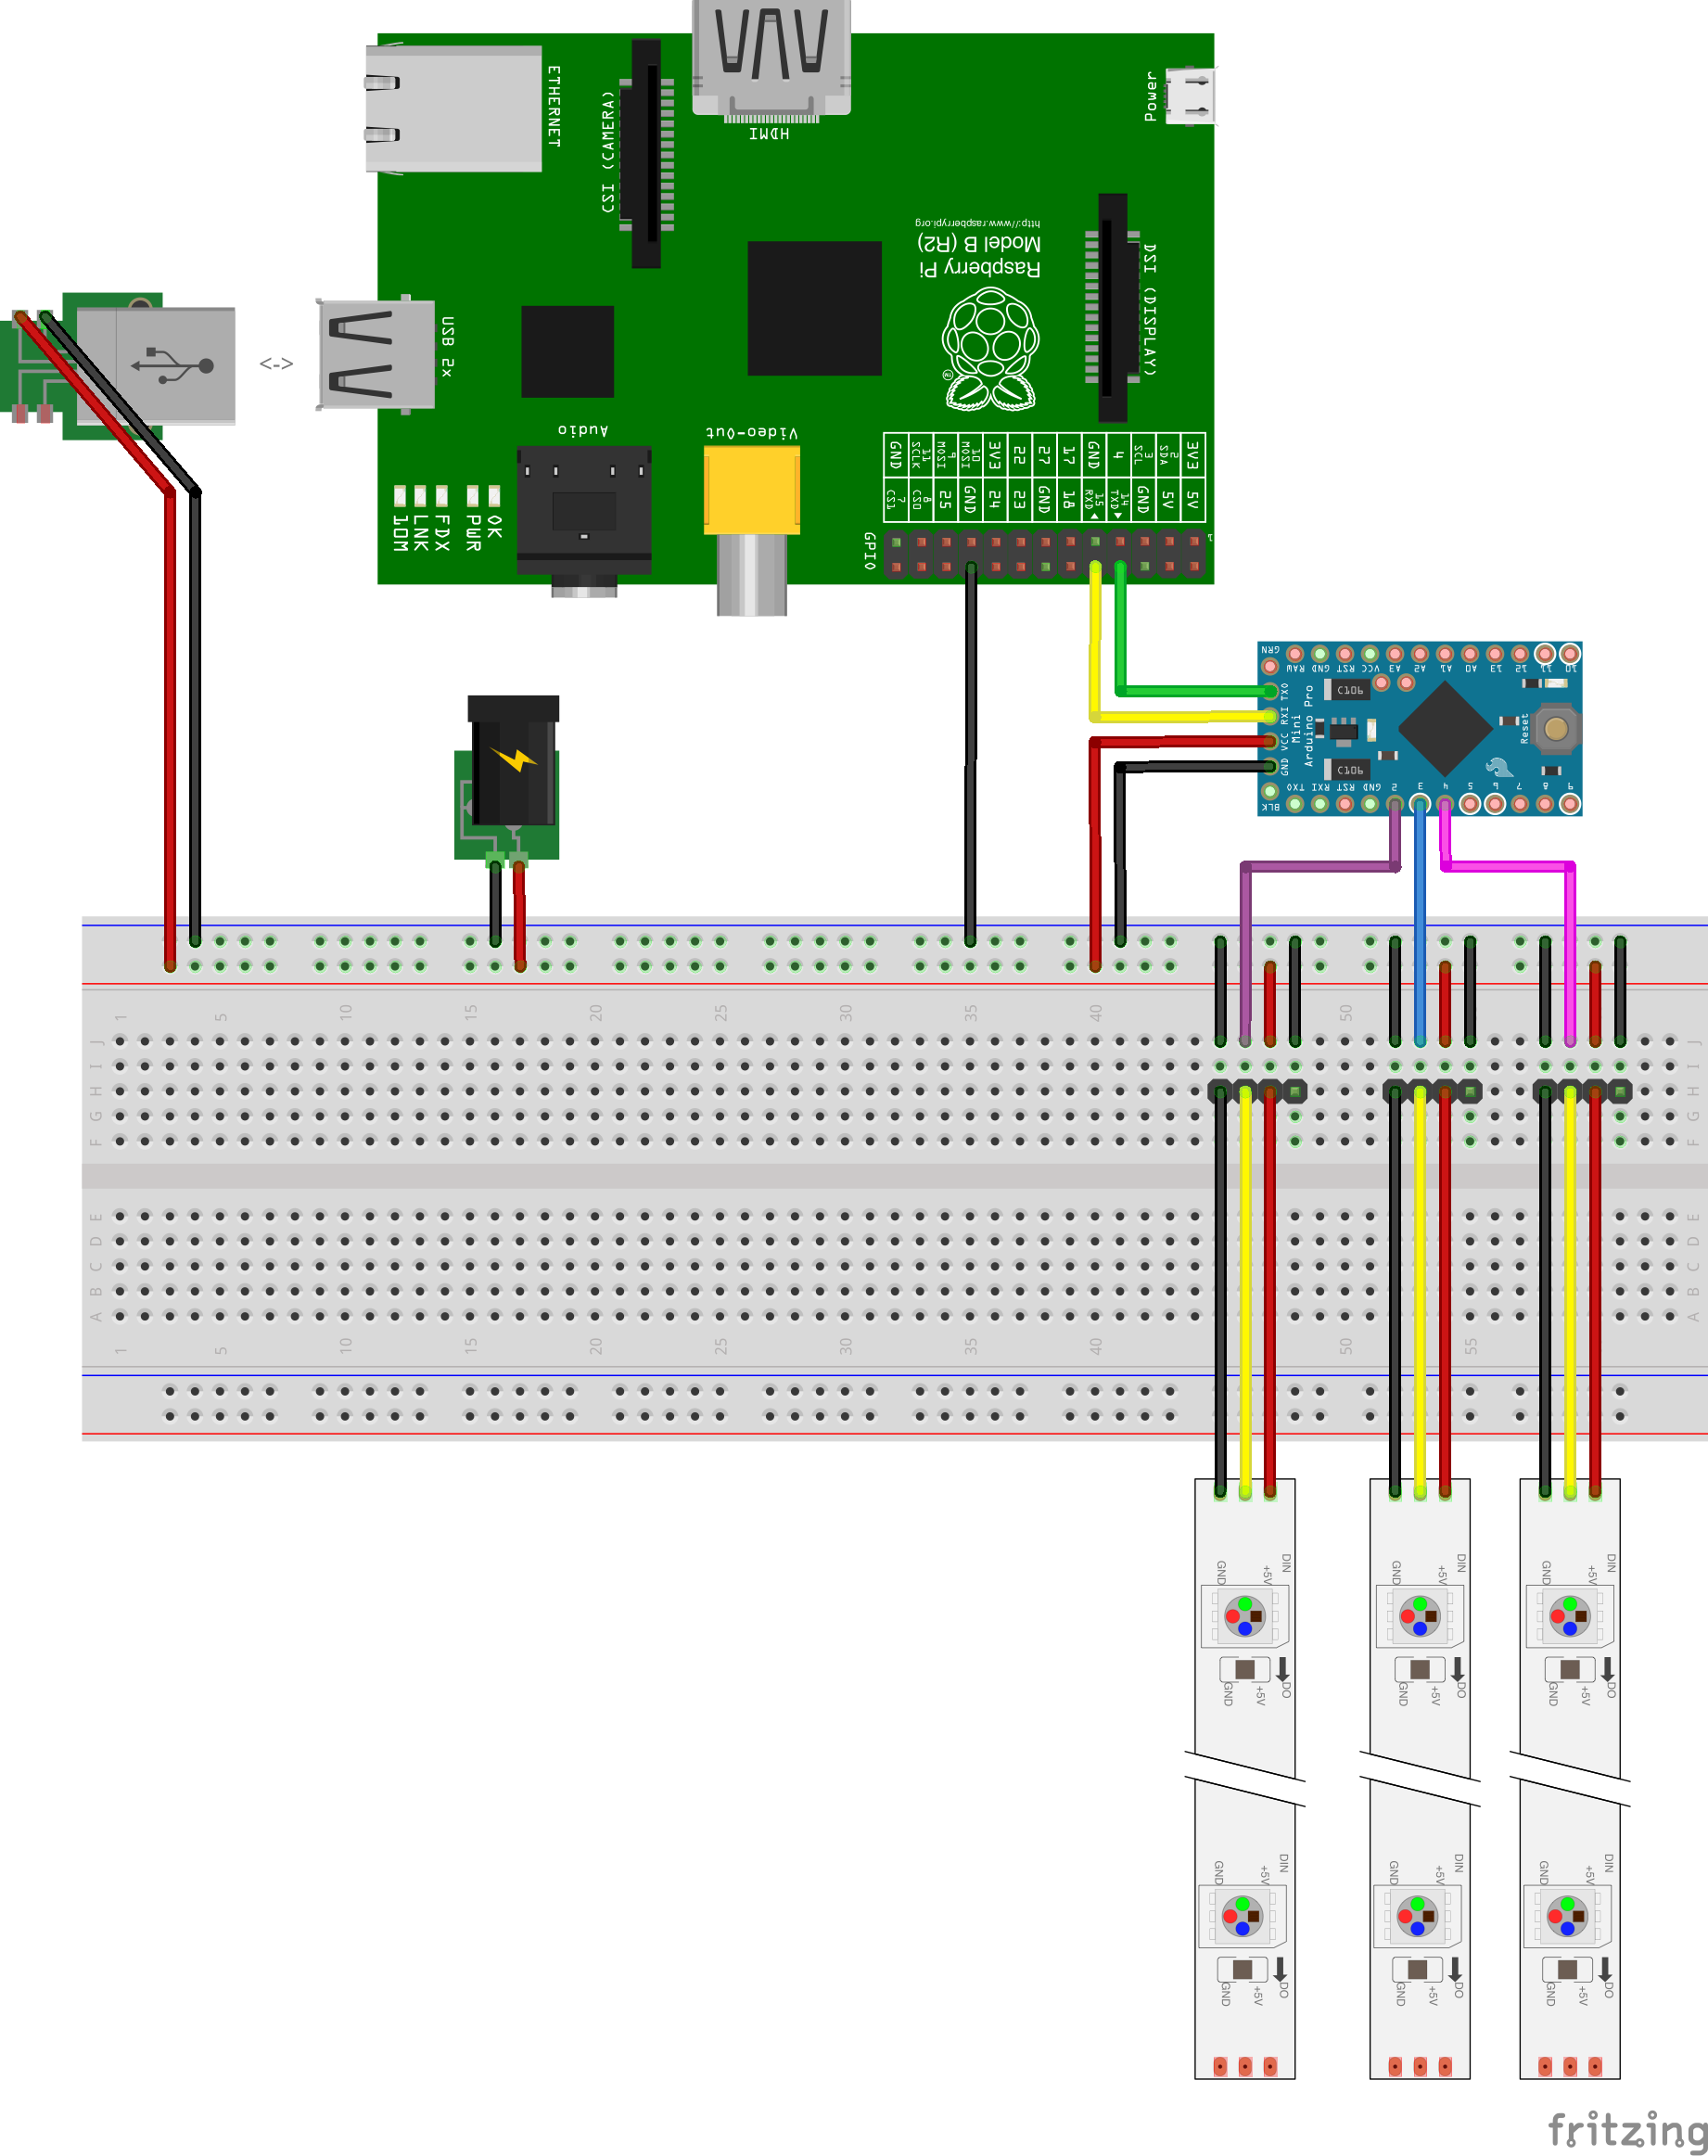 ETHERNET
CSI (CAMERA)
HDMI
Power
http://www.raspberrypi.org
Model B (R2)
Raspberry Pi
TM
DSI (DISPLAY)
USB 2x
<->
Audio
Video-Out
10M
LNK
FDX
PWR
OK
GND 11 SCLK 9 MOSI 10 MOSI 3V3 22 27 17 GND 4 3 SCL 2 SDA 3V3
7 CS1 8 CS0 25 GND 24 23 GND 18 15 RXD 14 TXD GND 5V 5V
GPIO
1
GRN
RAW GND RST VCC A3 A2 A1 A0 13 12 11 10
TXO
RXI
VCC
GND
BLK
Arduino Pro
Mini
C106
C106
Reset
TXO RXI RST GND 2 3 4 5 6 7 8 9
1 5 10 15 20 25 30 35 40 50
J J
I I
H H
G G
F F
E E
D D
C C
B B
A A
1 5 10 15 20 25 30 35 40 50 55
GND +5V DIN GND +5V DIN GND +5V DIN
GND +5V DO GND +5V DO GND +5V DO
GND +5V DIN GND +5V DIN GND +5V DIN
GND +5V DO GND +5V DO GND +5V DO
fritzing